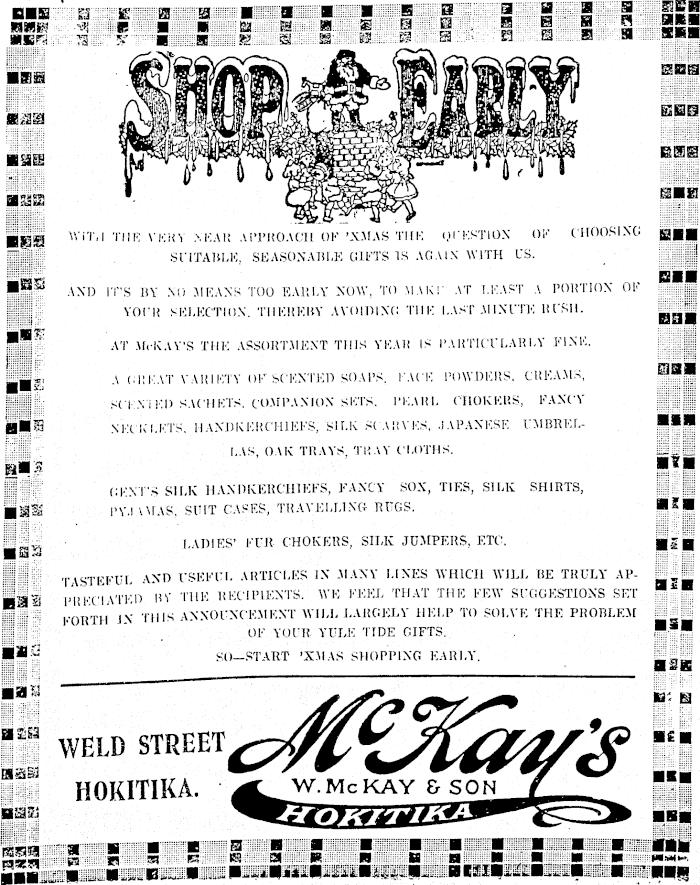 SHOP EARLY
WITH THE VERY NEAR APPROACH OF 'XMAS THE QUESTION OF CHOOSING
SUITABLE, SEASONABLE GIFTS IS AGAIN WITH US.
AND IT'S BY NO MEANS TOO EARLY NOW, TO MAKE AT LEAST A PORTION OF
YOUR SELECTION, THEREBY AVOIDING THE LAST MINUTE RUSH.
AT McKAY'S THE ASSORTMENT THIS YEAR IS PARTICULARLY FINE.
A GREAT VARIETY OF SCENTED SOAPS, FACE POWDERS, CREAMS,
SCENTED SACHETS, COMPANION SETS, PEARL CHOKERS, FANCY
NECKLETS, HANDKERCHIEFS, SILK SCARVES, JAPANESE UMBREL-
LAS, OAK TRAYS, TRAY CLOTHS.
GENT'S SILK HANDKERCHIEFS, FANCY SOX, TIES, SILK SHIRTS,
PYJAMAS, SUIT CASES, TRAVELLING RUGS.
LADIES' FUR CHOKERS, SILK JUMPERS, ETC.
TASTEFUL AND USEFUL ARTICLES IN MANY LINES WHICH WILL BE TRULY AP-
PRECIATED BY THE RECIPIENTS. WE FEEL THAT THE FEW SUGGESTIONS SET
FORTH IN THIS ANNOUNCEMENT WILL LARGELY HELP TO SOLVE THE PROBLEM
OF YOUR YULE TIDE GIFTS.
SO—START 'XMAS SHOPPING EARLY.
WELD STREET
HOKITIKA.
McKay's
W. McKAY & SON
HOKITIKA